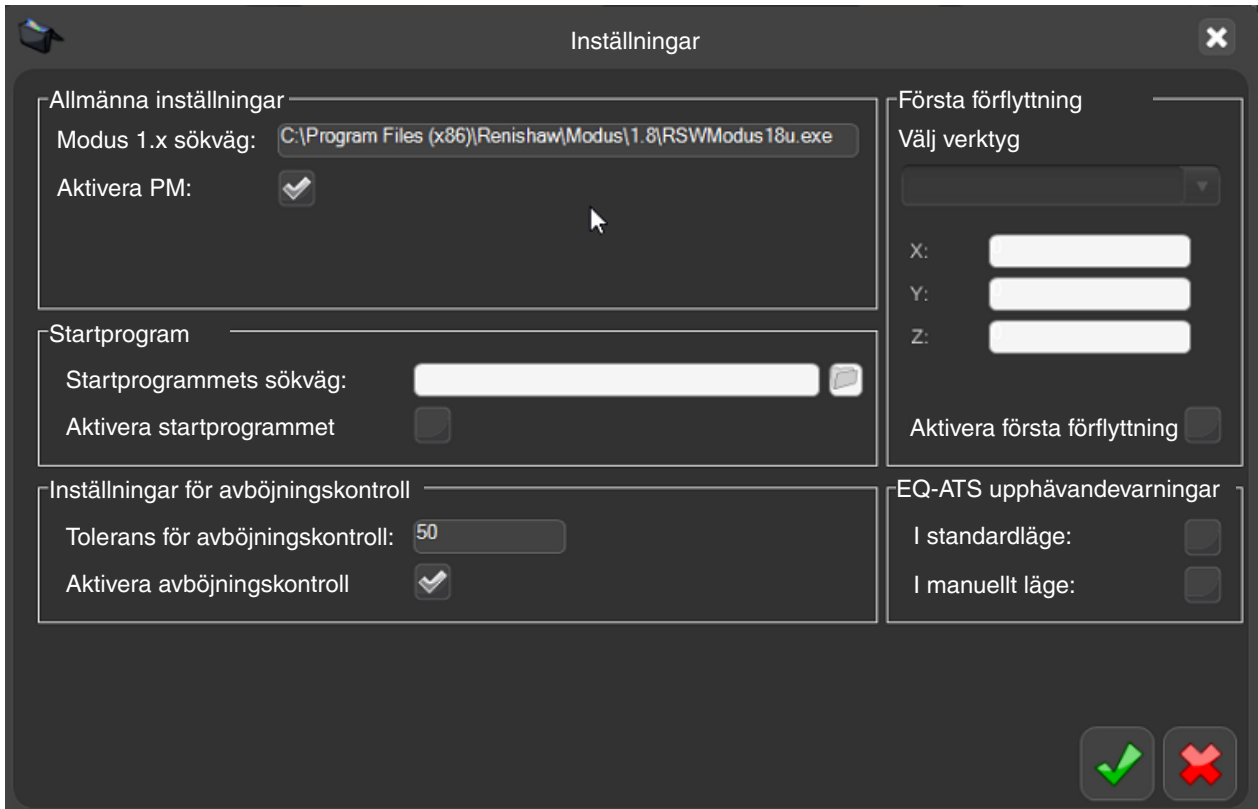 Inställningar
Allmänna inställningar
Modus 1.x sökväg: C:\Program Files (x86)\Renishaw\Modus\1.8\RSWModus18u.exe
Aktivera PM:
Startprogram
Startprogrammets sökväg:
Aktivera startprogrammet
Inställningar för avböjningskontroll
Tolerans för avböjningskontroll: 50
Aktivera avböjningskontroll
Första förflyttning
Välj verktyg
X:
Y:
Z:
Aktivera första förflyttning
EQ-ATS upphävandevarningar
I standardläge:
I manuellt läge: